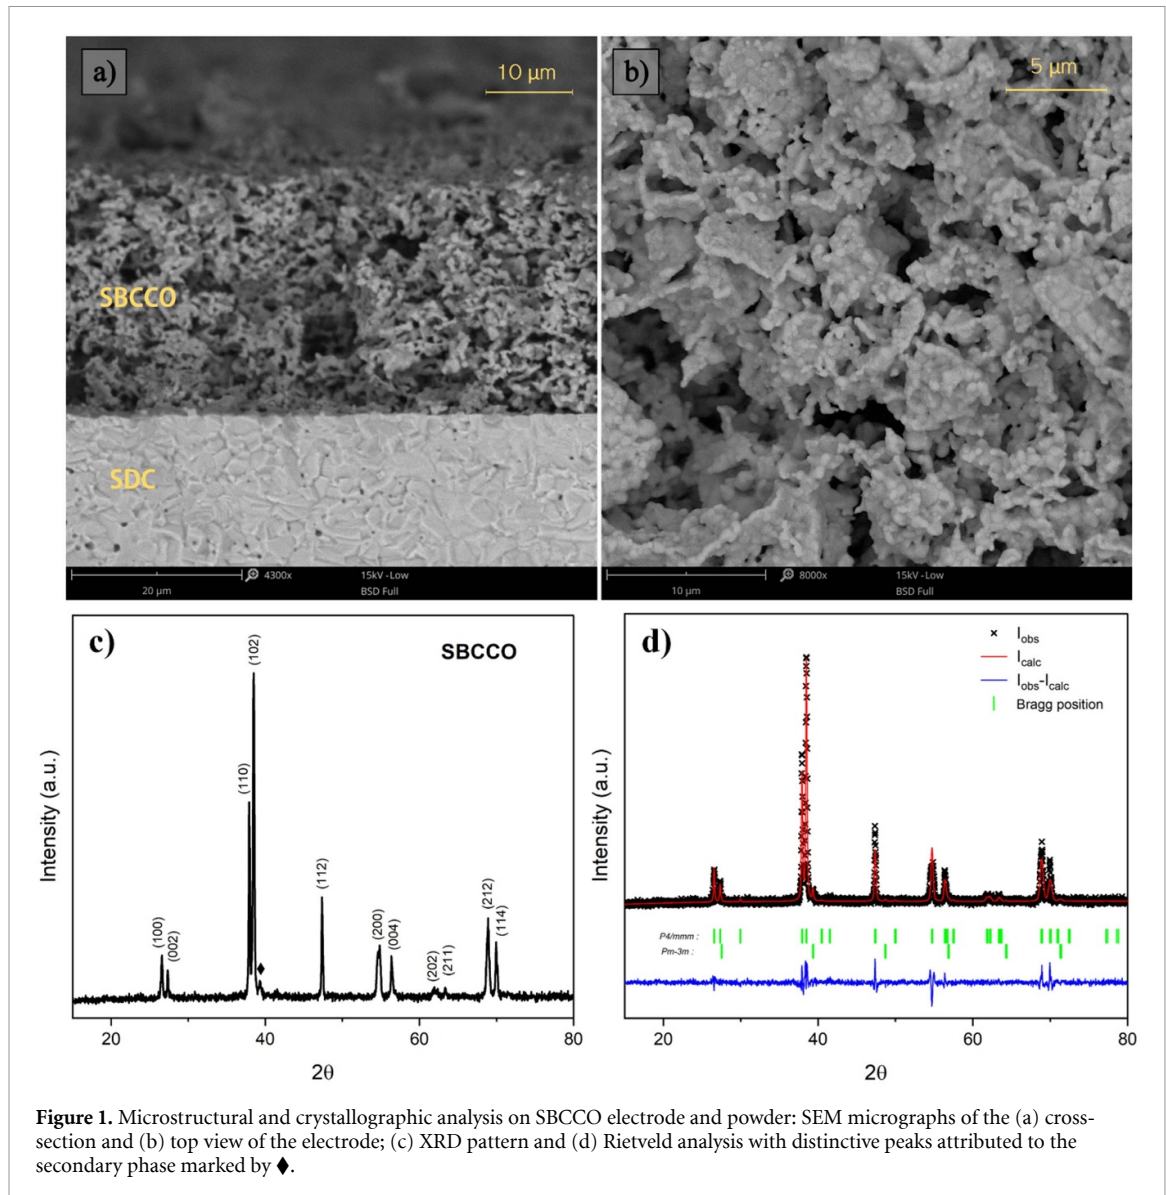 a)
10 µm
SBCCO
SDC
4300x
15kV -Low
20 µm
BSD Full
b)
5 µm
8000x
15kV -Low
10 µm
BSD Full
c)
SBCCO
Intensity (a.u.)
(100)
(002)
(110)
(102)
♦
(112)
(200)
(004)
(202)
(211)
(212)
(114)
20
40
60
80
2θ
d)
× Iobs
Icalc
Iobs-Icalc
Bragg position
Intensity (a.u.)
P4/mmm :
Pm-3m :
20
40
60
80
2θ
Figure 1. Microstructural and crystallographic analysis on SBCCO electrode and powder: SEM micrographs of the (a) cross-
section and (b) top view of the electrode; (c) XRD pattern and (d) Rietveld analysis with distinctive peaks attributed to the
secondary phase marked by ♦.